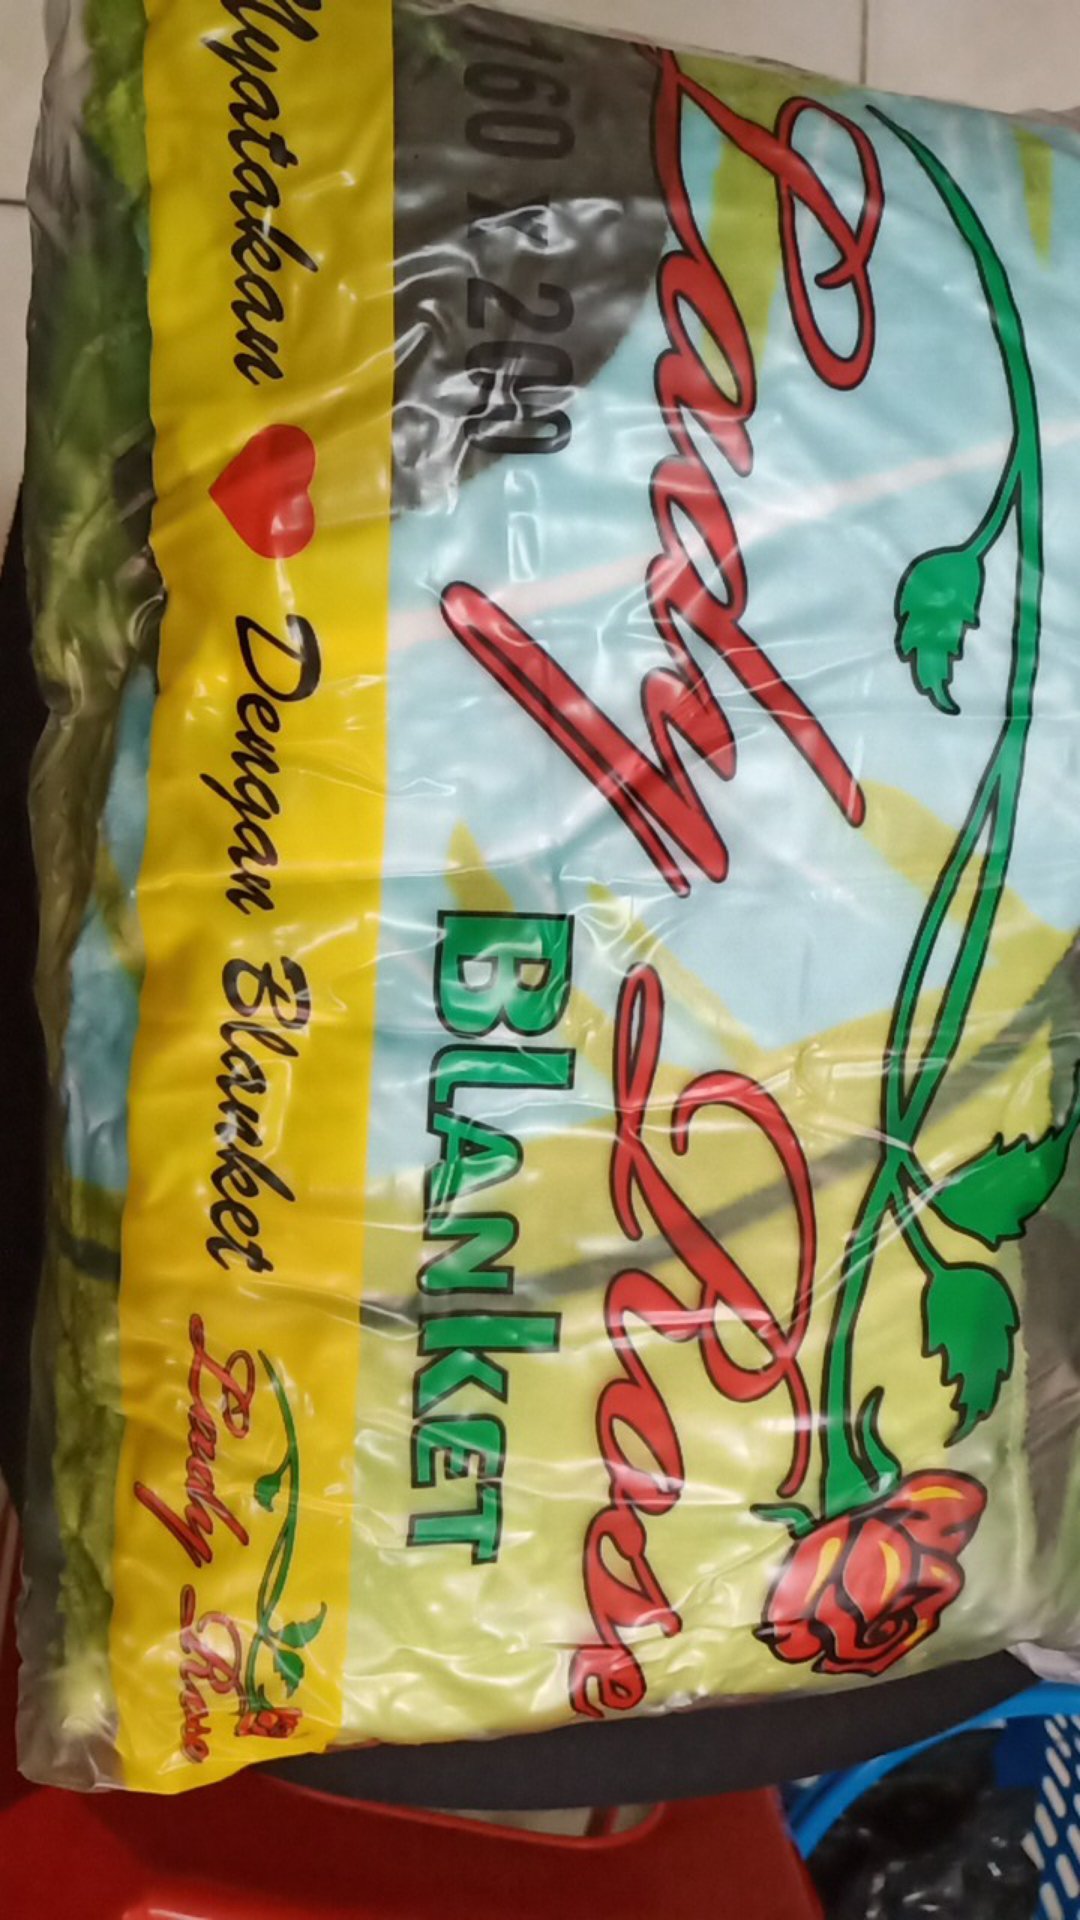 Lady Rose
BLANKET
160 x 200
Nyatakan Dengan Blanket Lady Rose